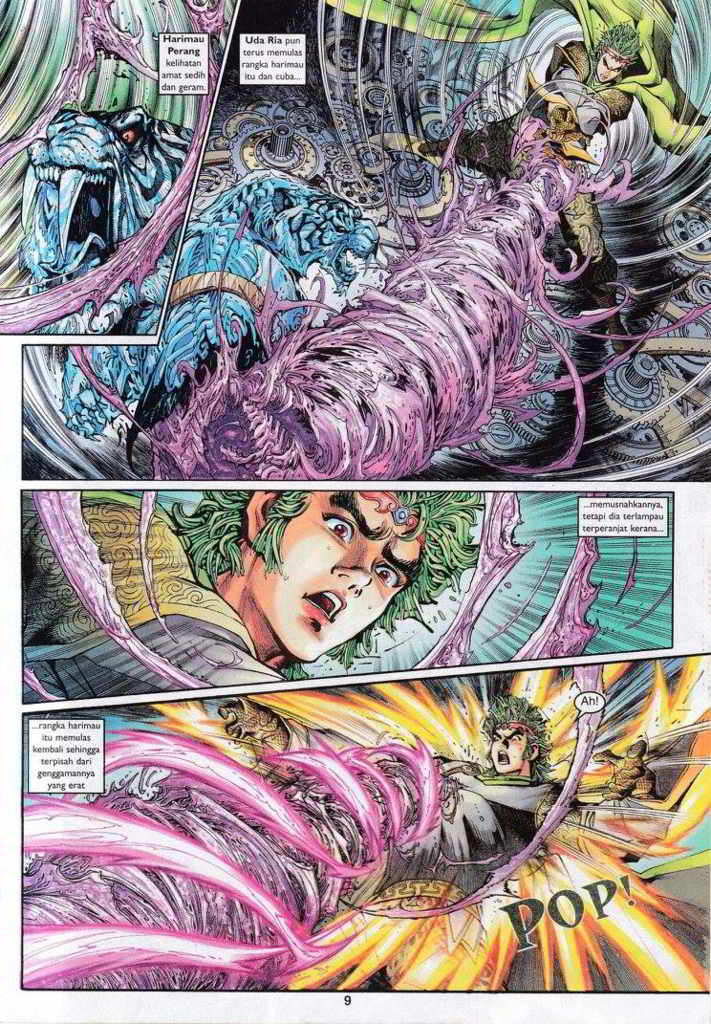 Harimau
Perang
kelihatan
amat sedih
dan geram.
Uda Ria pun
terus memulas
rangka harimau
itu dan cuba...
...memusnahkannya,
tetapi dia terlampau
terperanjat kerana...
...rangka harimau
itu memulas
kembali sehingga
terpisah dari
genggamannya
yang erat
Ah!
POP!
9